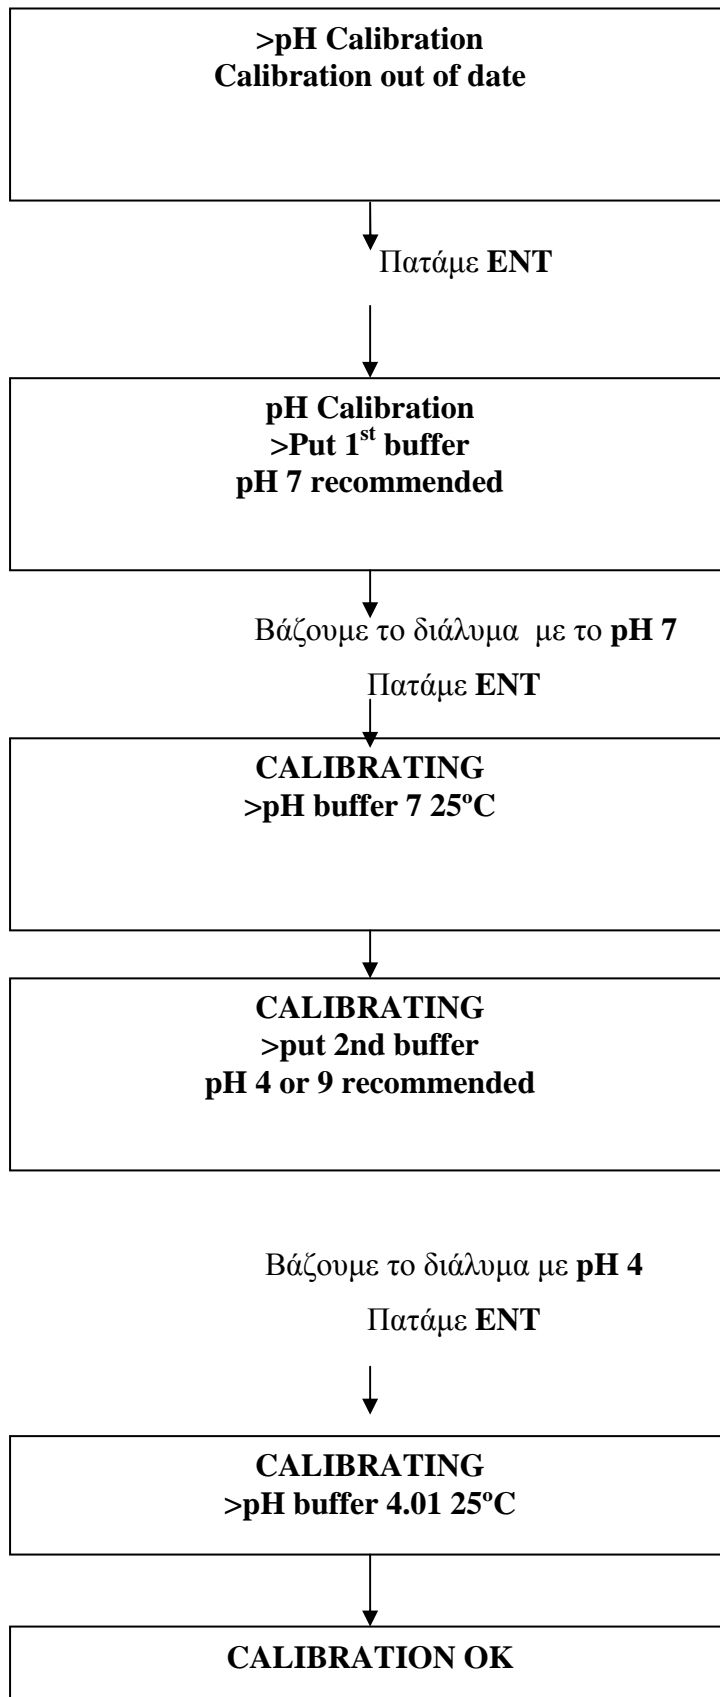 >pH Calibration
Calibration out of date
Πατάμε ENT
pH Calibration
>Put 1st buffer
pH 7 recommended
Βάζουμε το διάλυμα με το pH 7
Πατάμε ENT
CALIBRATING
>pH buffer 7 25ºC
CALIBRATING
>put 2nd buffer
pH 4 or 9 recommended
Βάζουμε το διάλυμα με pH 4
Πατάμε ENT
CALIBRATING
>pH buffer 4.01 25ºC
CALIBRATION OK